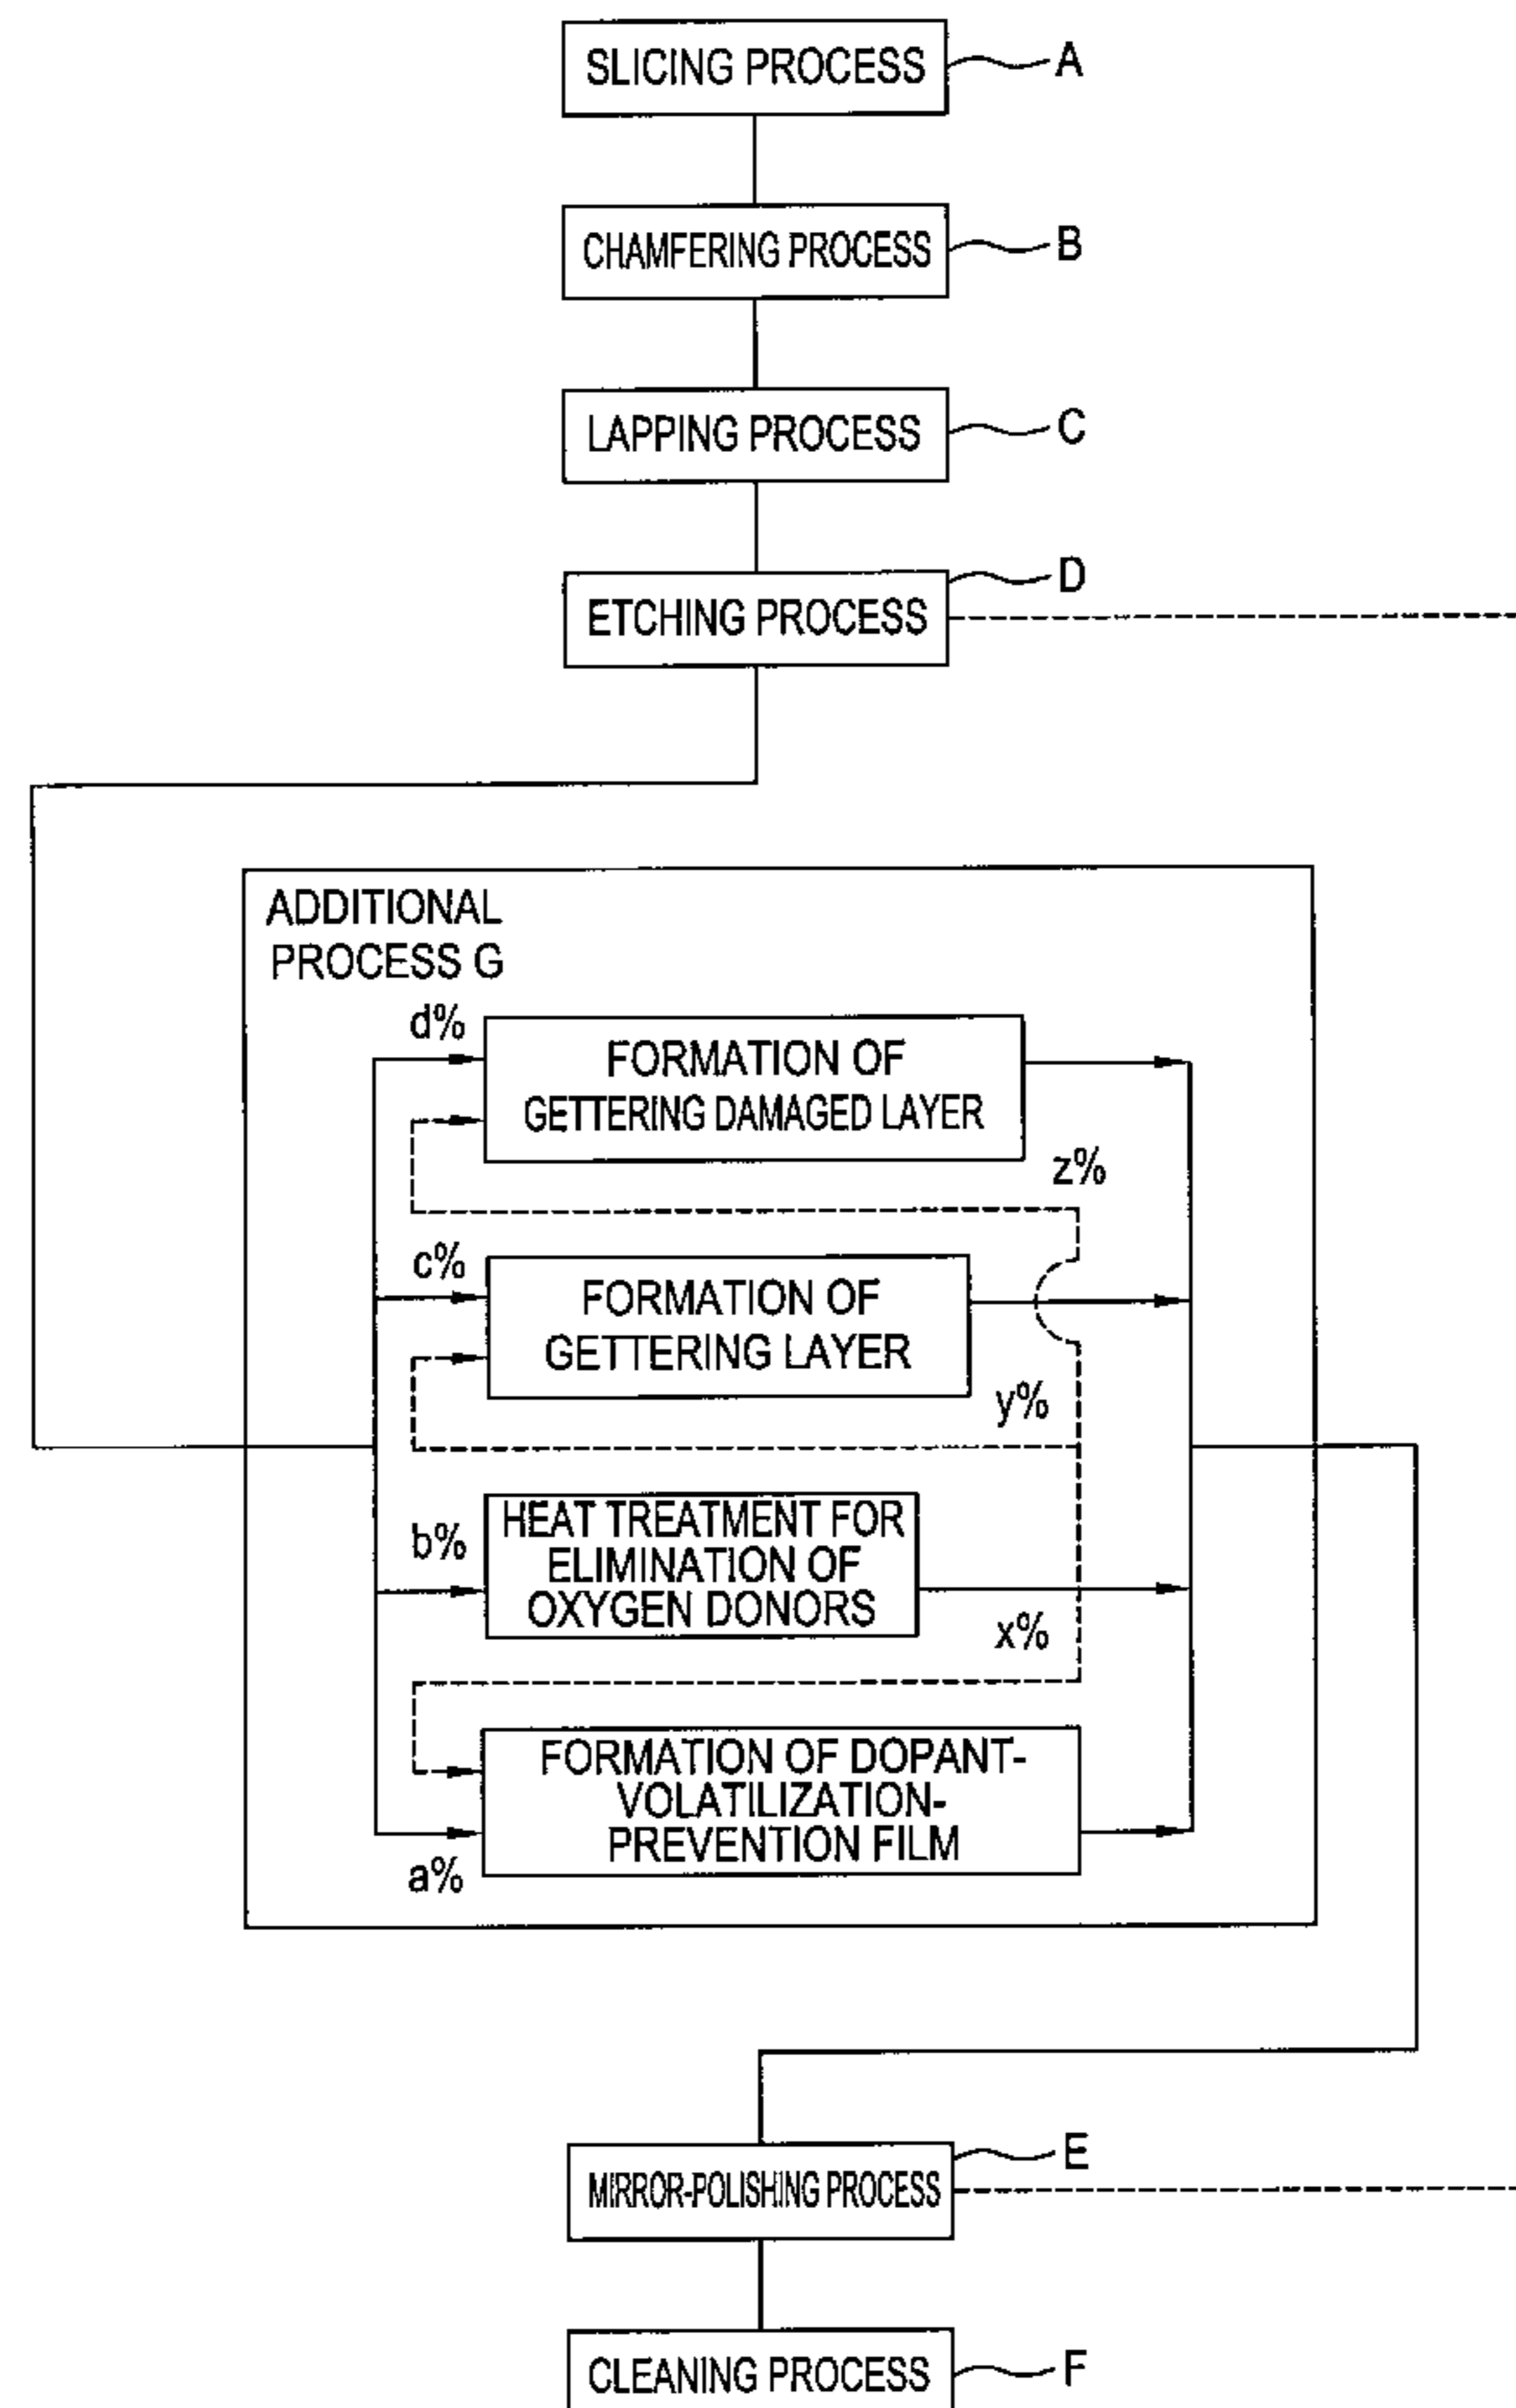 SLICING PROCESS A
CHAMFERING PROCESS B
LAPPING PROCESS C
ETCHING PROCESS D
ADDITIONAL
PROCESS G
d%
FORMATION OF
GETTERING DAMAGED LAYER
z%
c%
FORMATION OF
GETTERING LAYER
y%
b%
HEAT TREATMENT FOR
ELIMINATION OF
OXYGEN DONORS
x%
FORMATION OF DOPANT-
VOLATILIZATION-
PREVENTION FILM
a%
MIRROR-POLISHING PROCESS E
CLEANING PROCESS F